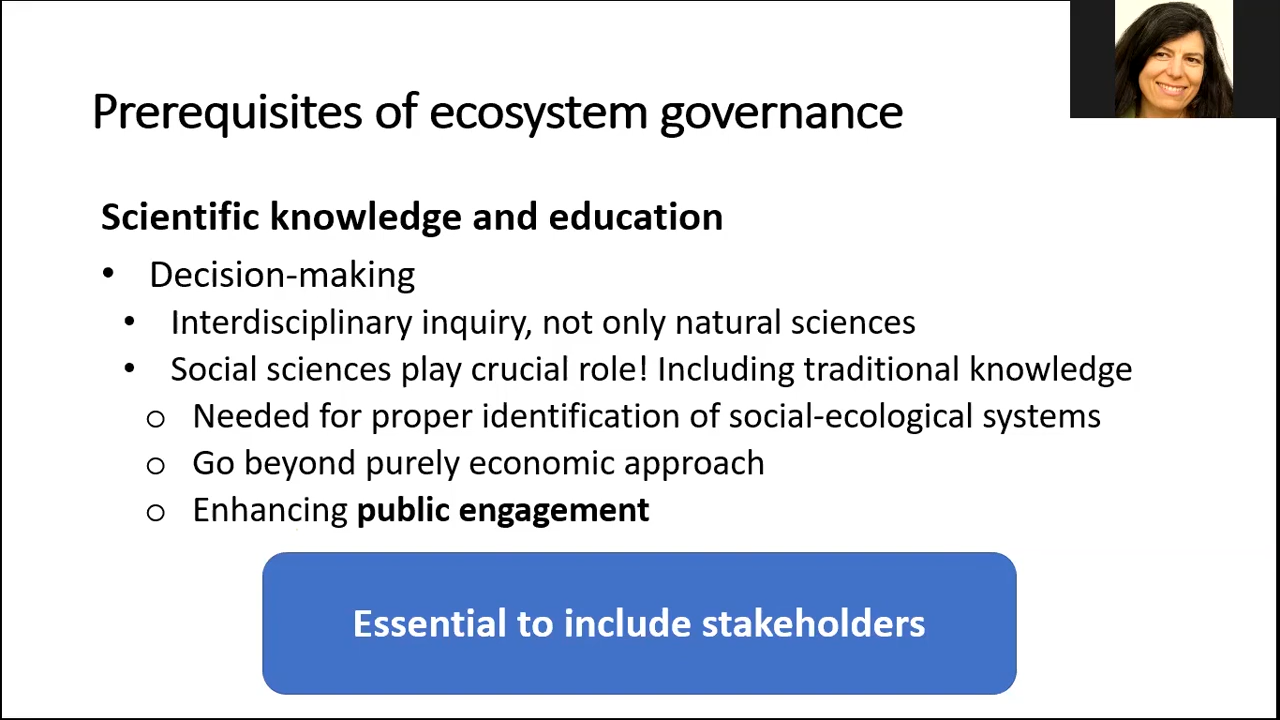 Prerequisites of ecosystem governance
Scientific knowledge and education
• Decision-making
• Interdisciplinary inquiry, not only natural sciences
• Social sciences play crucial role! Including traditional knowledge
o Needed for proper identification of social-ecological systems
o Go beyond purely economic approach
o Enhancing public engagement
Essential to include stakeholders